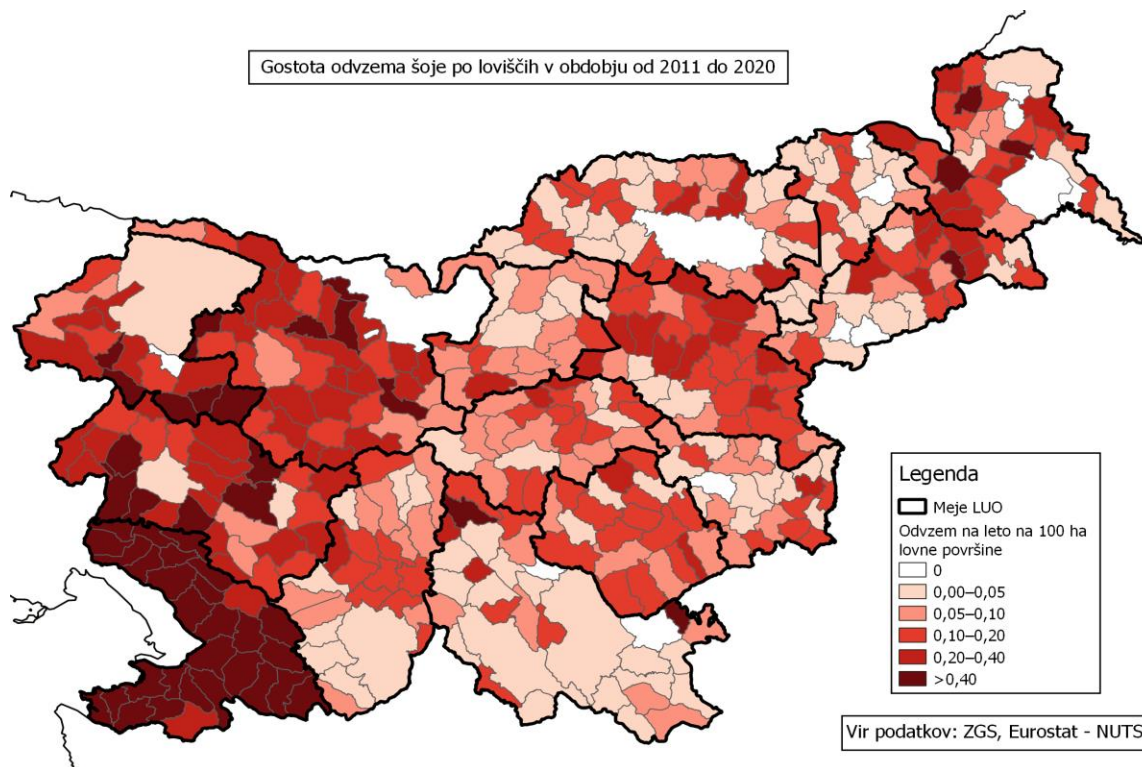 Gostota odvzema šoje po loviščih v obdobju od 2011 do 2020
Legenda
Meje LUO
Odvzem na leto na 100 ha
lovne površine
0
0,00–0,05
0,05–0,10
0,10–0,20
0,20–0,40
>0,40
Vir podatkov: ZGS, Eurostat - NUTS